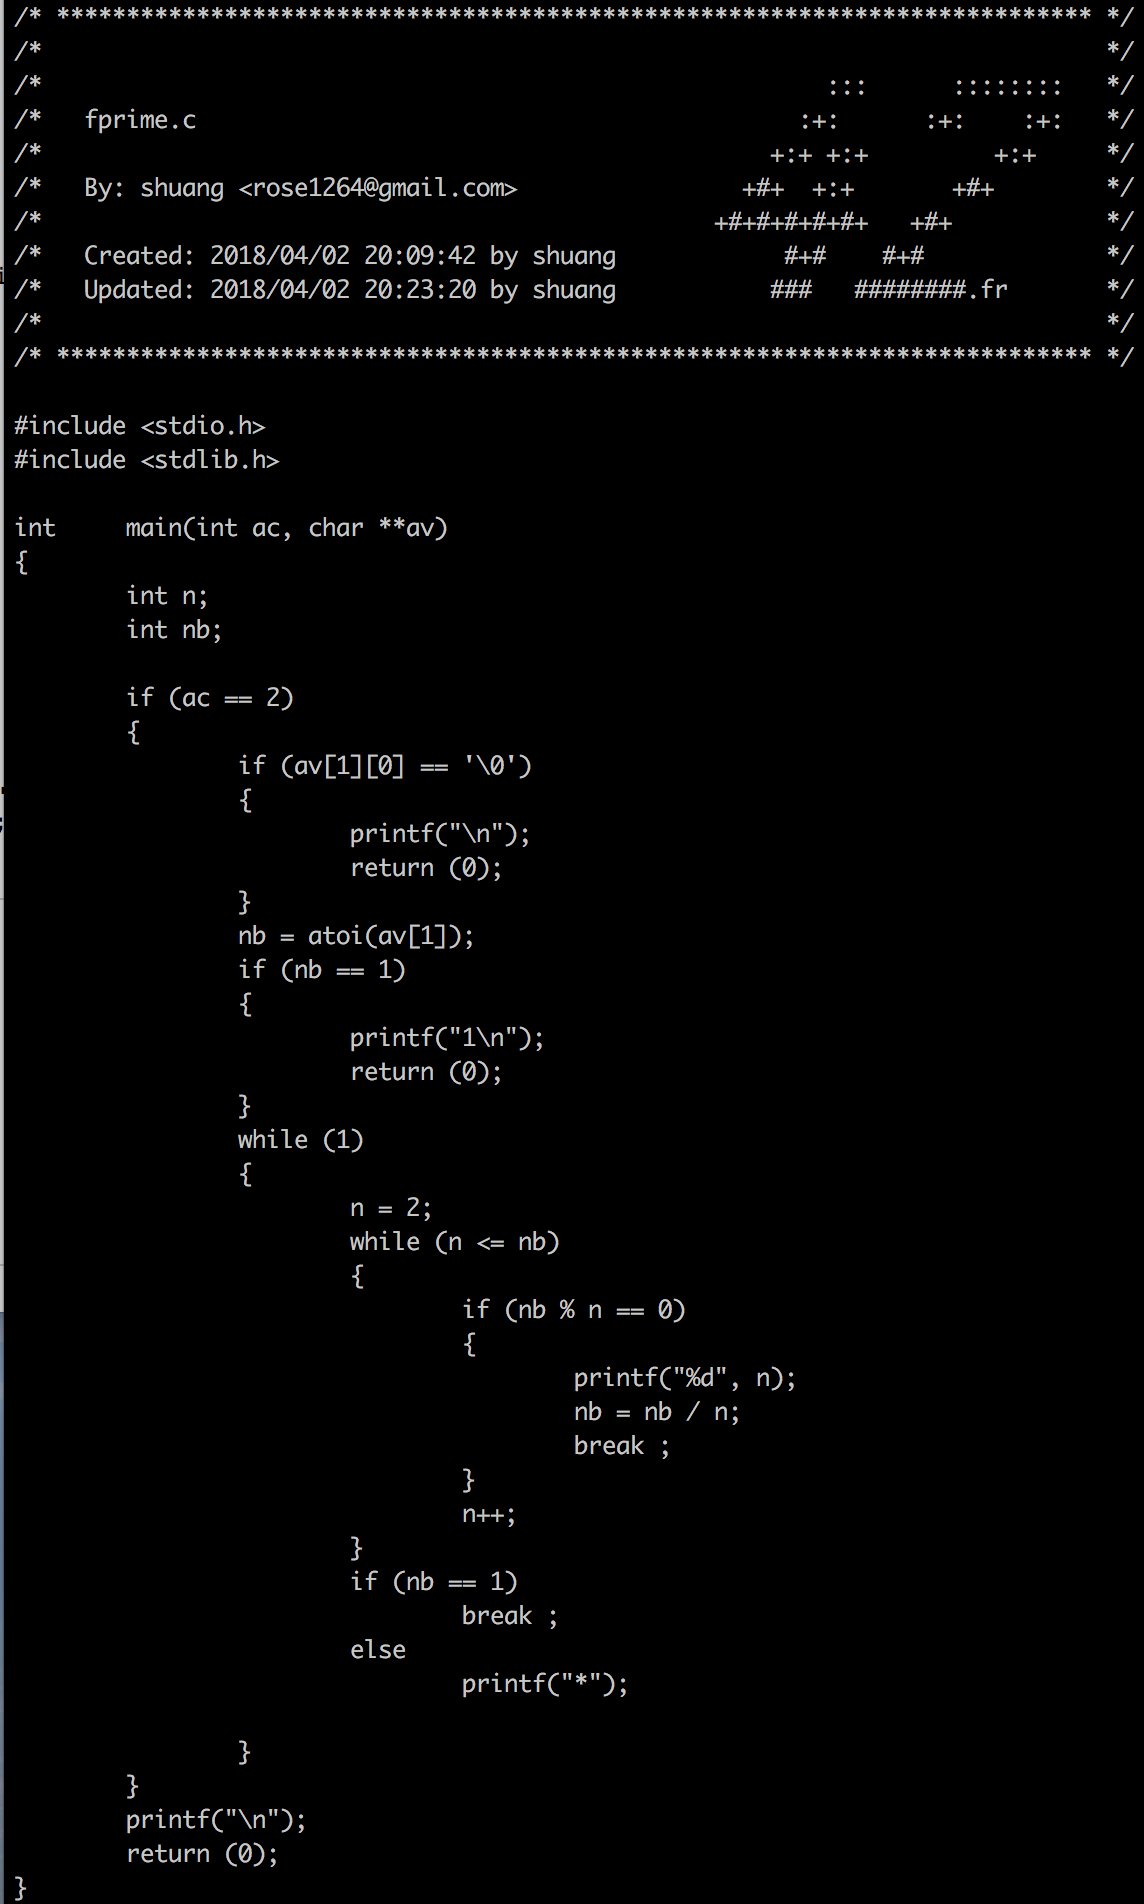 /* ************************************************************************** */
/*                                                                            */
/*                                                        :::      ::::::::   */
/*   fprime.c                                           :+:      :+:    :+:   */
/*                                                    +:+ +:+         +:+     */
/*   By: shuang <rose1264@gmail.com>                +#+  +:+       +#+        */
/*                                                +#+#+#+#+#+   +#+           */
/*   Created: 2018/04/02 20:09:42 by shuang            #+#    #+#             */
/*   Updated: 2018/04/02 20:23:20 by shuang           ###   ########.fr       */
/*                                                                            */
/* ************************************************************************** */

#include <stdio.h>
#include <stdlib.h>

int     main(int ac, char **av)
{
        int n;
        int nb;

        if (ac == 2)
        {
                if (av[1][0] == '\0')
                {
                        printf("\n");
                        return (0);
                }
                nb = atoi(av[1]);
                if (nb == 1)
                {
                        printf("1\n");
                        return (0);
                }
                while (1)
                {
                        n = 2;
                        while (n <= nb)
                        {
                                if (nb % n == 0)
                                {
                                        printf("%d", n);
                                        nb = nb / n;
                                        break ;
                                }
                                n++;
                        }
                        if (nb == 1)
                                break ;
                        else
                                printf("*");

                }
        }
        printf("\n");
        return (0);
}